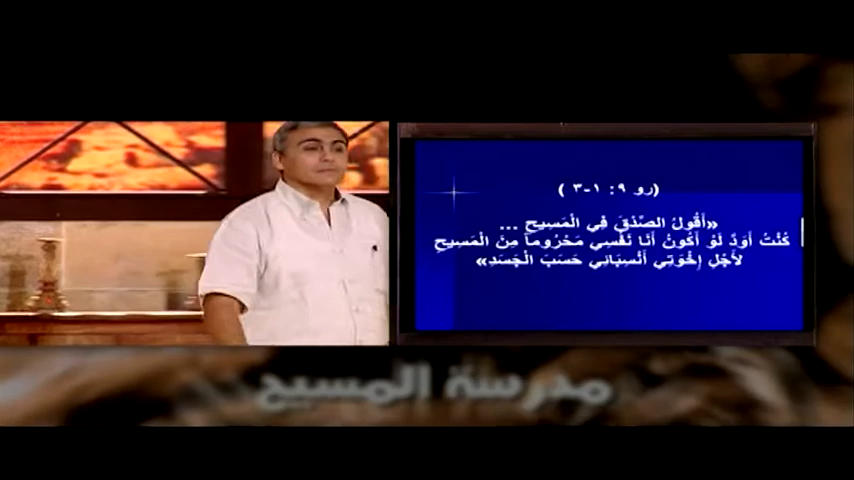 (رو ٩: ١-٣ )
«أَقُولُ الصِّدْقَ فِي الْمَسِيحِ ...
كُنْتُ أَوَدُّ لَوْ أَكُونُ أَنَا نَفْسِي مَحْرُوماً مِنَ الْمَسِيحِ
لأَجْلِ إِخْوَتِي أَنْسِبَائِي حَسَبَ الْجَسَدِ»
مدرسة المسيح